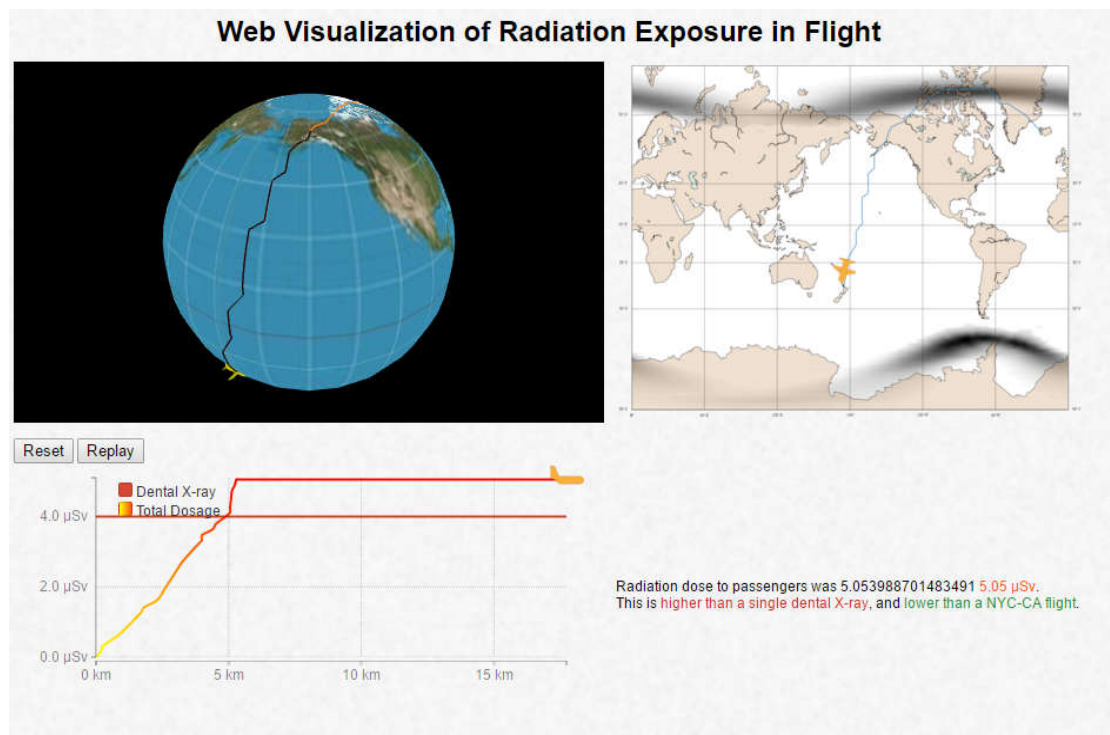 Web Visualization of Radiation Exposure in Flight
Reset Replay
Dental X-ray
Total Dosage
4.0 µSv
2.0 µSv
0.0 µSv
0 km 5 km 10 km 15 km
Radiation dose to passengers was 5.053988701483491 5.05 µSv.
This is higher than a single dental X-ray, and lower than a NYC-CA flight.